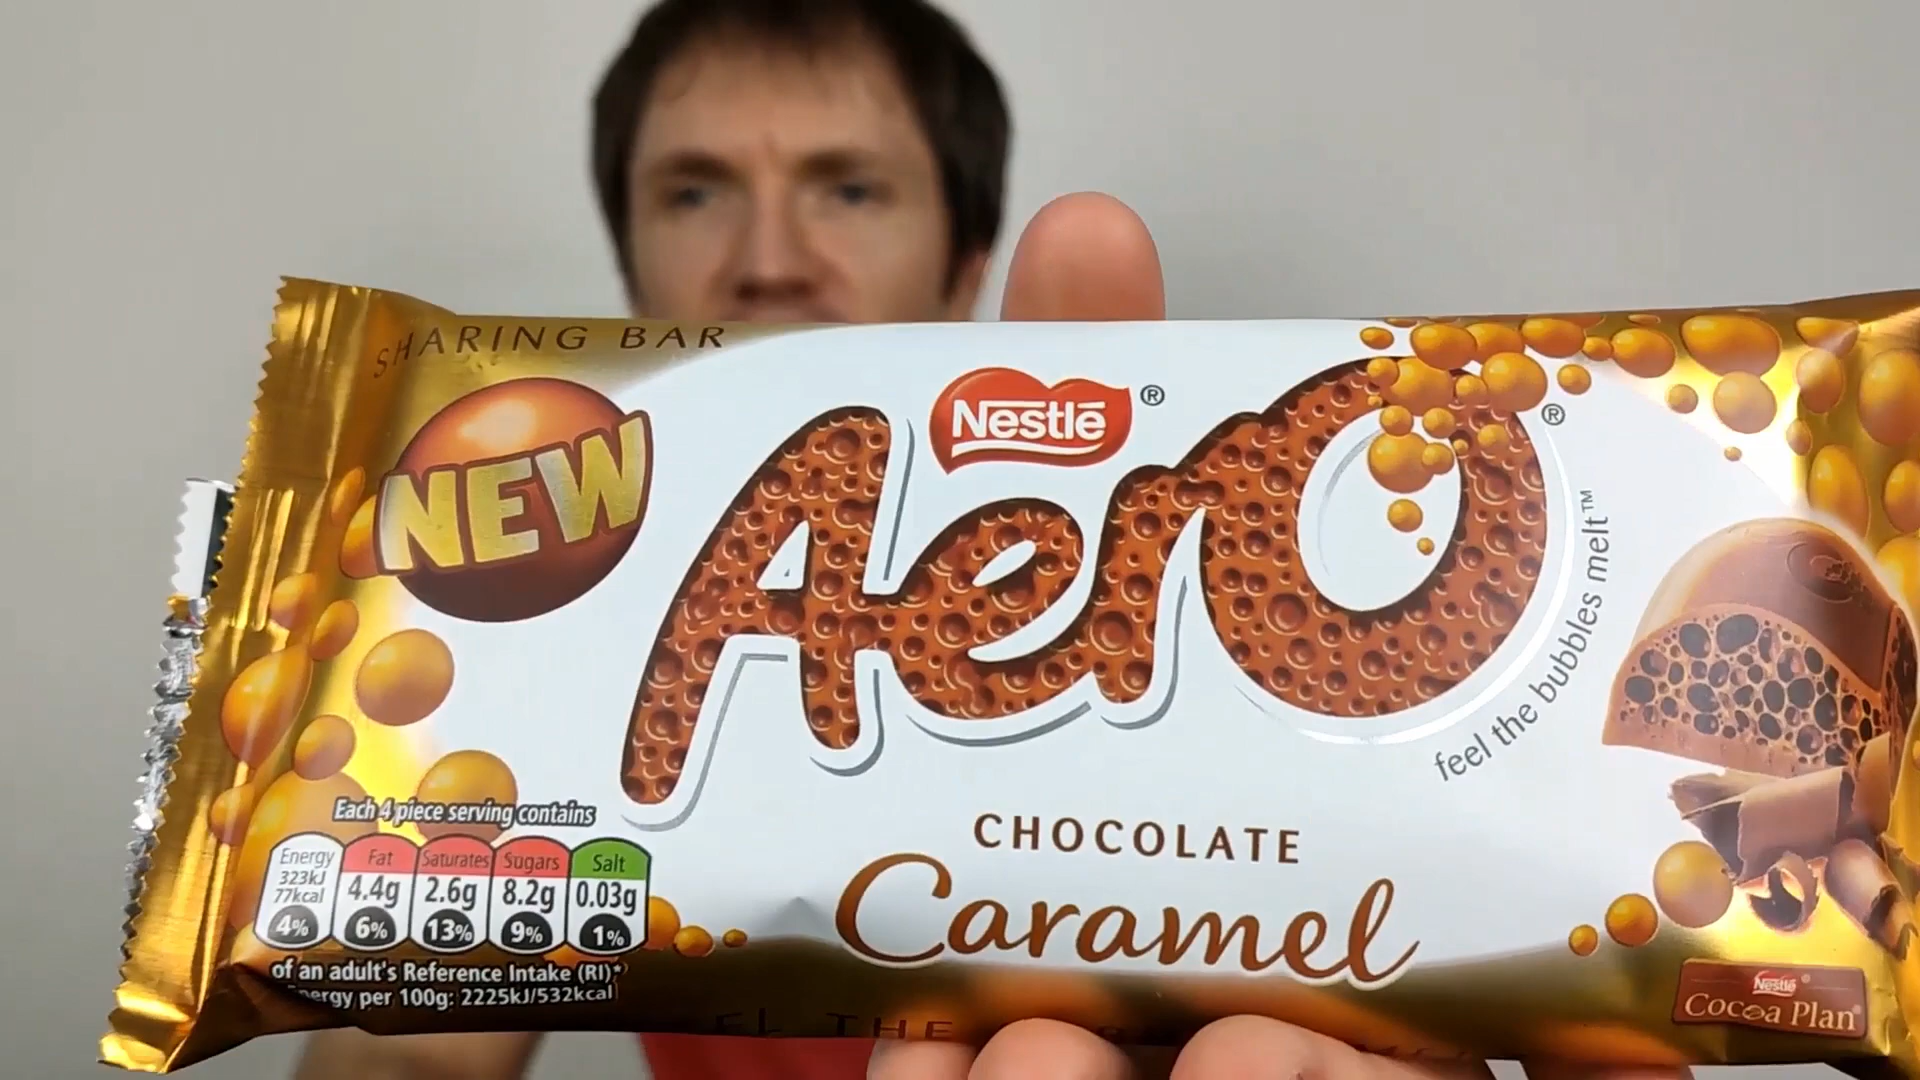 SHARING BAR
NEW
Nestlé®
Aero®
feel the bubbles melt™
CHOCOLATE
Caramel
Each 4 piece serving contains
Energy 323kJ 77kcal 4%
Fat 4.4g 6%
Saturates 2.6g 13%
Sugars 8.2g 9%
Salt 0.03g 1%
of an adult's Reference Intake (RI)*
per 100g: 2225kJ/532kcal
Nestlé®
Cocoa Plan
THE